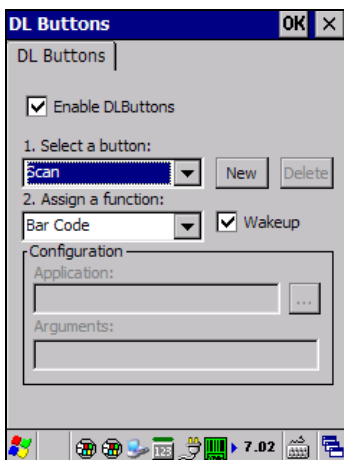 DL Buttons OK
DL Buttons
Enable DLButtons
1. Select a button:
Scan New Delete
2. Assign a function:
Bar Code Wakeup
Configuration
Application:
...
Arguments:
123 7.02